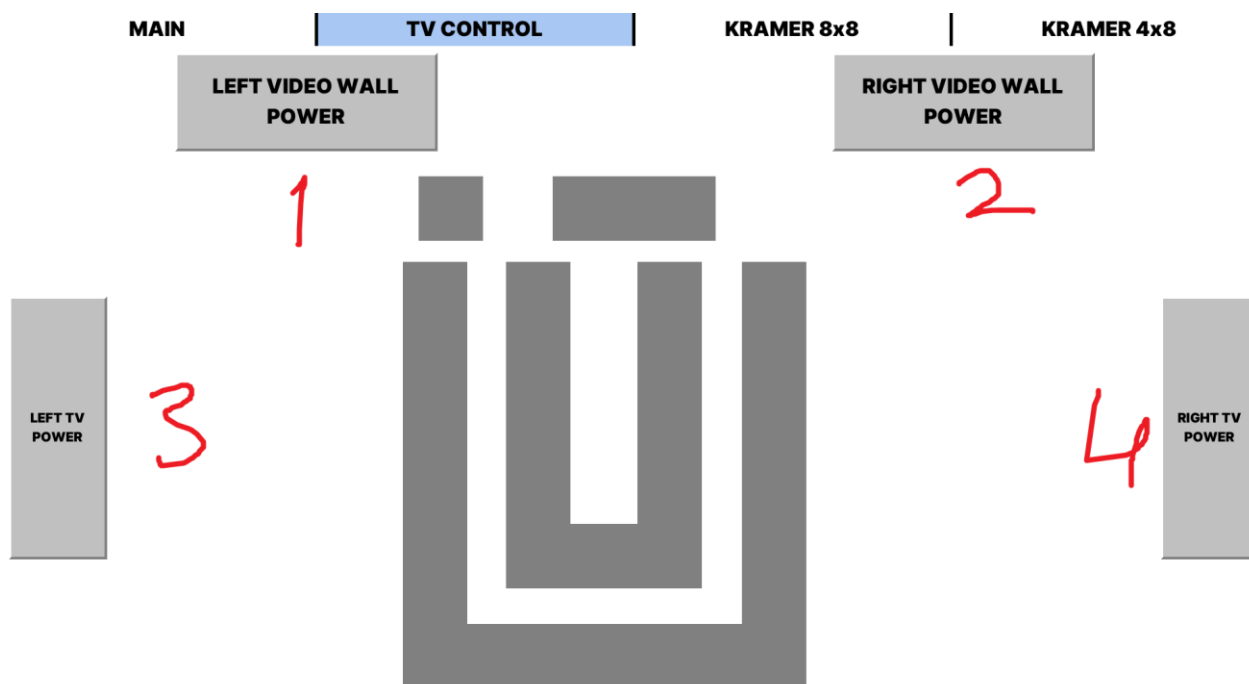 MAIN
TV CONTROL
KRAMER 8x8
KRAMER 4x8
LEFT VIDEO WALL
POWER
RIGHT VIDEO WALL
POWER
1
2
LEFT TV
POWER
3
4
RIGHT TV
POWER